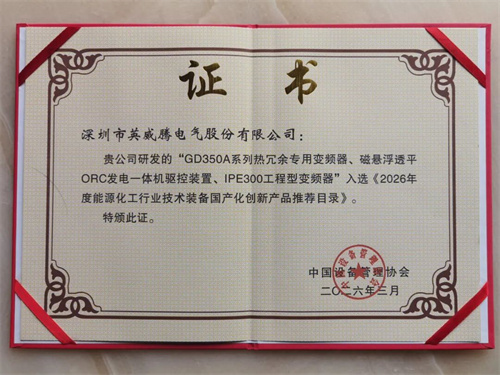 证书
深圳市英威腾电气股份有限公司：
贵公司研发的“GD350A系列热冗余专用变频器、磁悬浮透平
ORC发电一体机驱控装置、IPE300工程型变频器”入选《2026年
度能源化工行业技术装备国产化创新产品推荐目录》。
特颁此证。
中国设备管理协会
二〇二六年三月